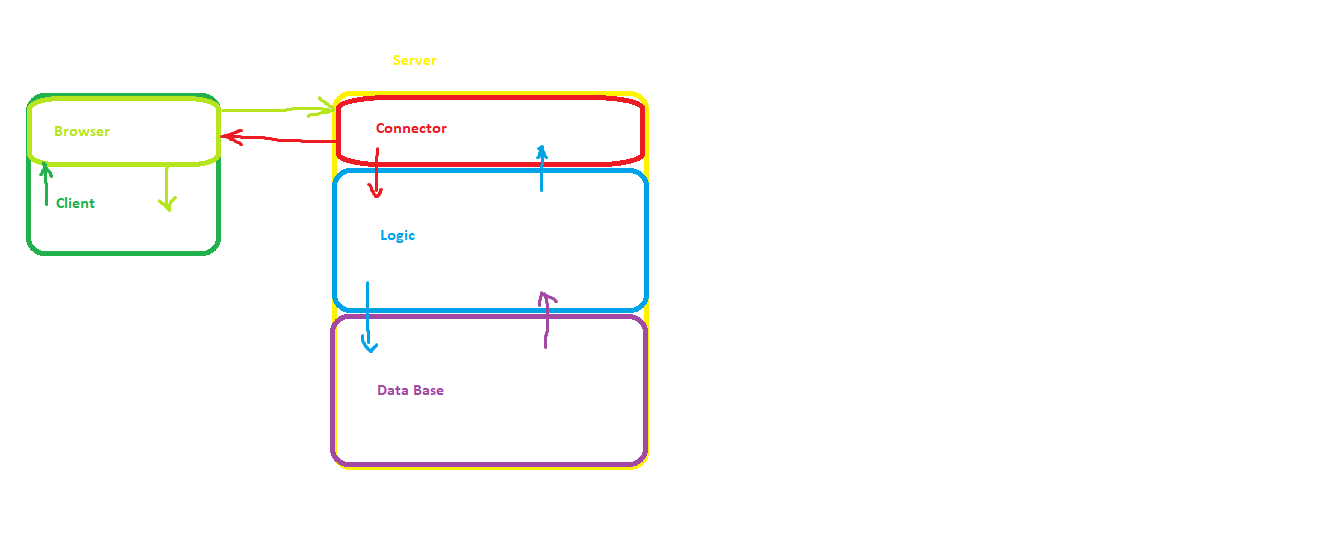 Server
Browser
Connector
Client
Logic
Data Base